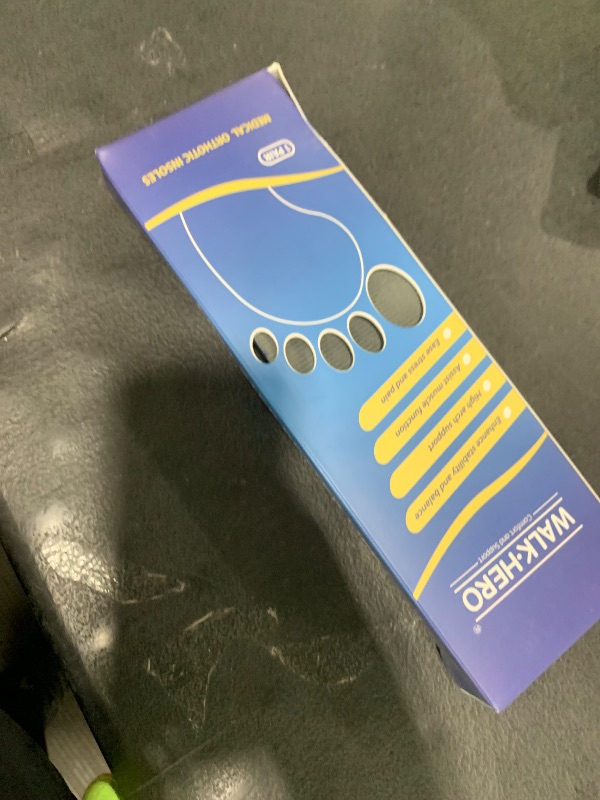 WALK·HERO®
Comfort and Support
Enhance stability and balance
High arch support
Assist muscle function
Ease stress and pain
1 PAIR
MEDICAL ORTHOTIC INSOLES